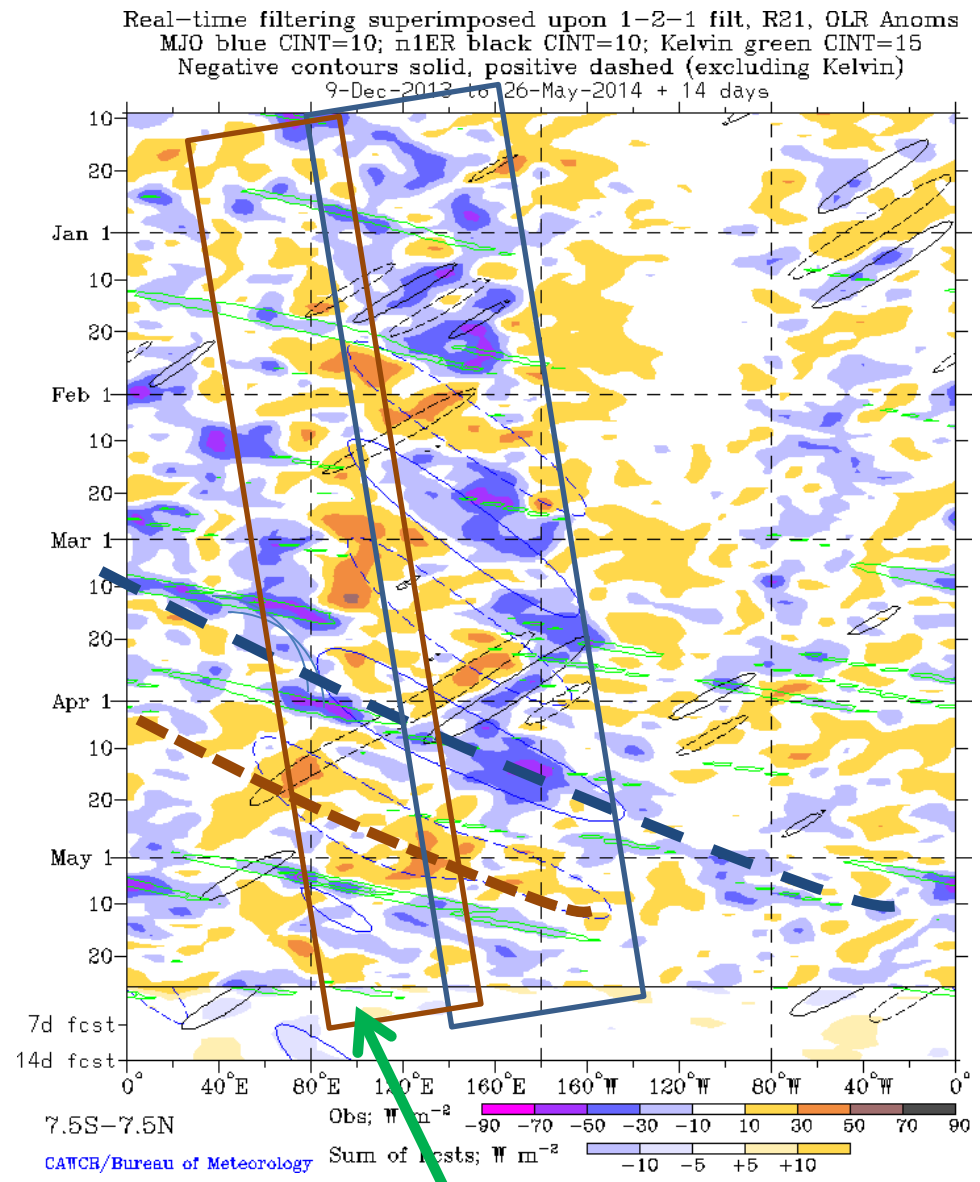 Real-time filtering superimposed upon 1-2-1 filt, R21, OLR Anoms
MJO blue CINT=10; n1ER black CINT=10; Kelvin green CINT=15
Negative contours solid, positive dashed (excluding Kelvin)
9-Dec-2013 to 26-May-2014 + 14 days
10
20
Jan 1
10
20
Feb 1
10
20
Mar 1
10
20
Apr 1
10
20
May 1
10
20
7d fcst
14d fcst
0 40°E 80°E 120°E 160°E 160°W 120°W 80°W 40°W 0°
7.5S-7.5N
Obs; W m⁻² -90 -70 -50 -30 -10 10 30 50 70 90
CAWCR/Bureau of Meteorology Sum of fcsts; W m⁻² -10 -5 +5 +10